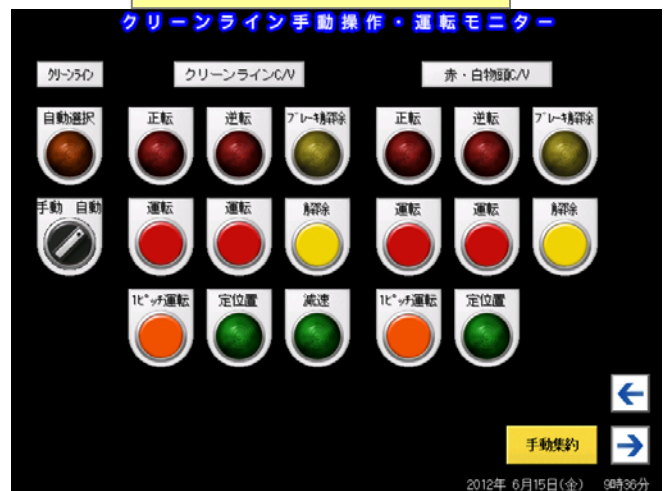 クリーンライン手動操作・運転モニター
クリーンライン
クリーンラインC/V
赤・白物頭C/V
自動選択
正転
逆転
ブレーキ解除
正転
逆転
ブレーキ解除
手動 自動
運転
運転
解除
運転
運転
解除
1ピッチ運転
定位置
減速
1ピッチ運転
定位置
手動集約
2012年 6月15日(金) 9時36分